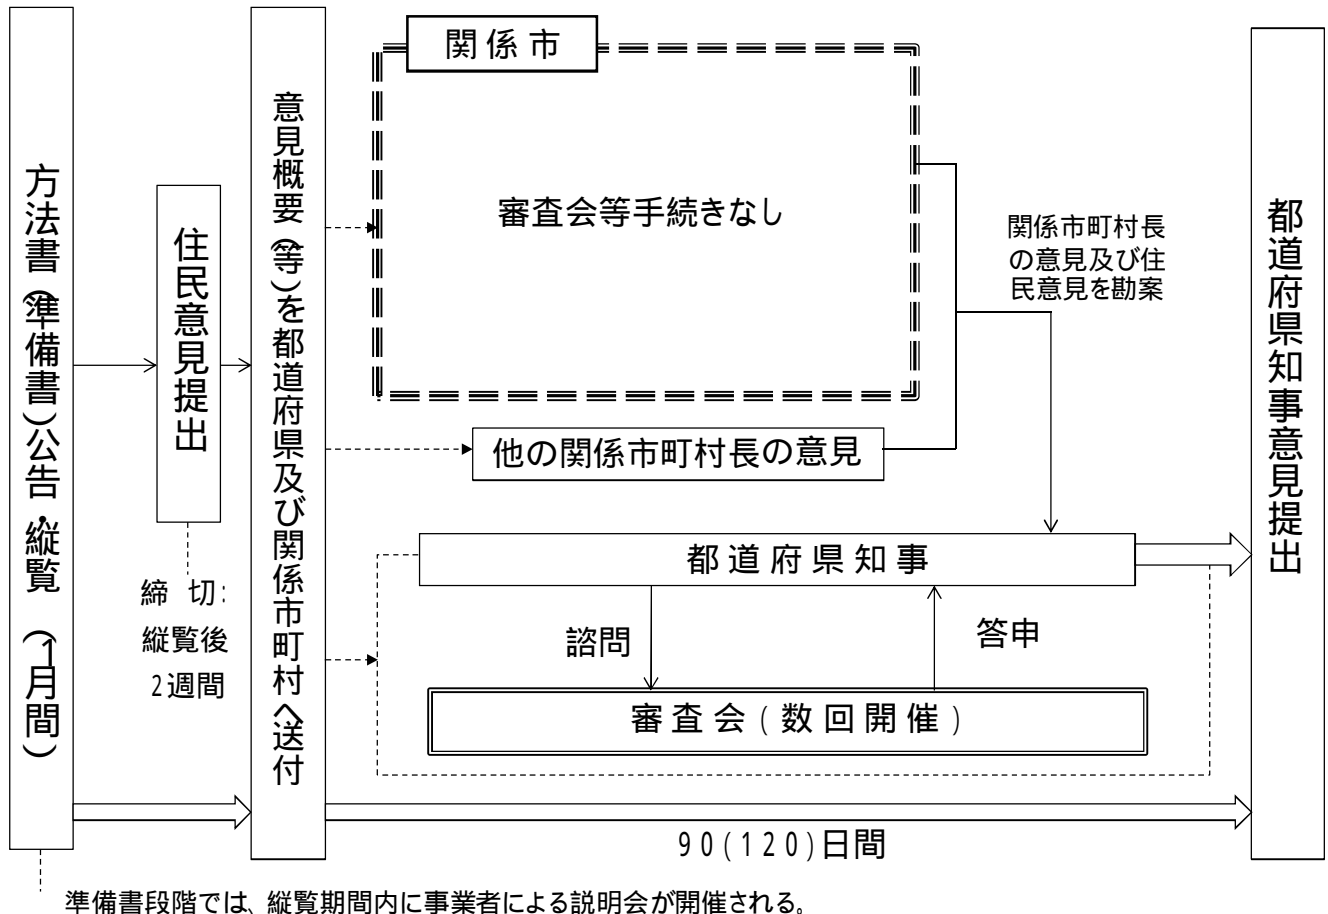 方法書(準備書)公告・縦覧 (1月間)
住民意見提出
締 切:
縦覧後
2週間
意見概要(等)を都道府県及び関係市町村へ送付
関係市
審査会等手続きなし
他の関係市町村長の意見
関係市町村長
の意見及び住
民意見を勘案
都道府県知事
諮問
答申
審査会(数回開催)
90(120)日間
都道府県知事意見提出
準備書段階では、縦覧期間内に事業者による説明会が開催される。